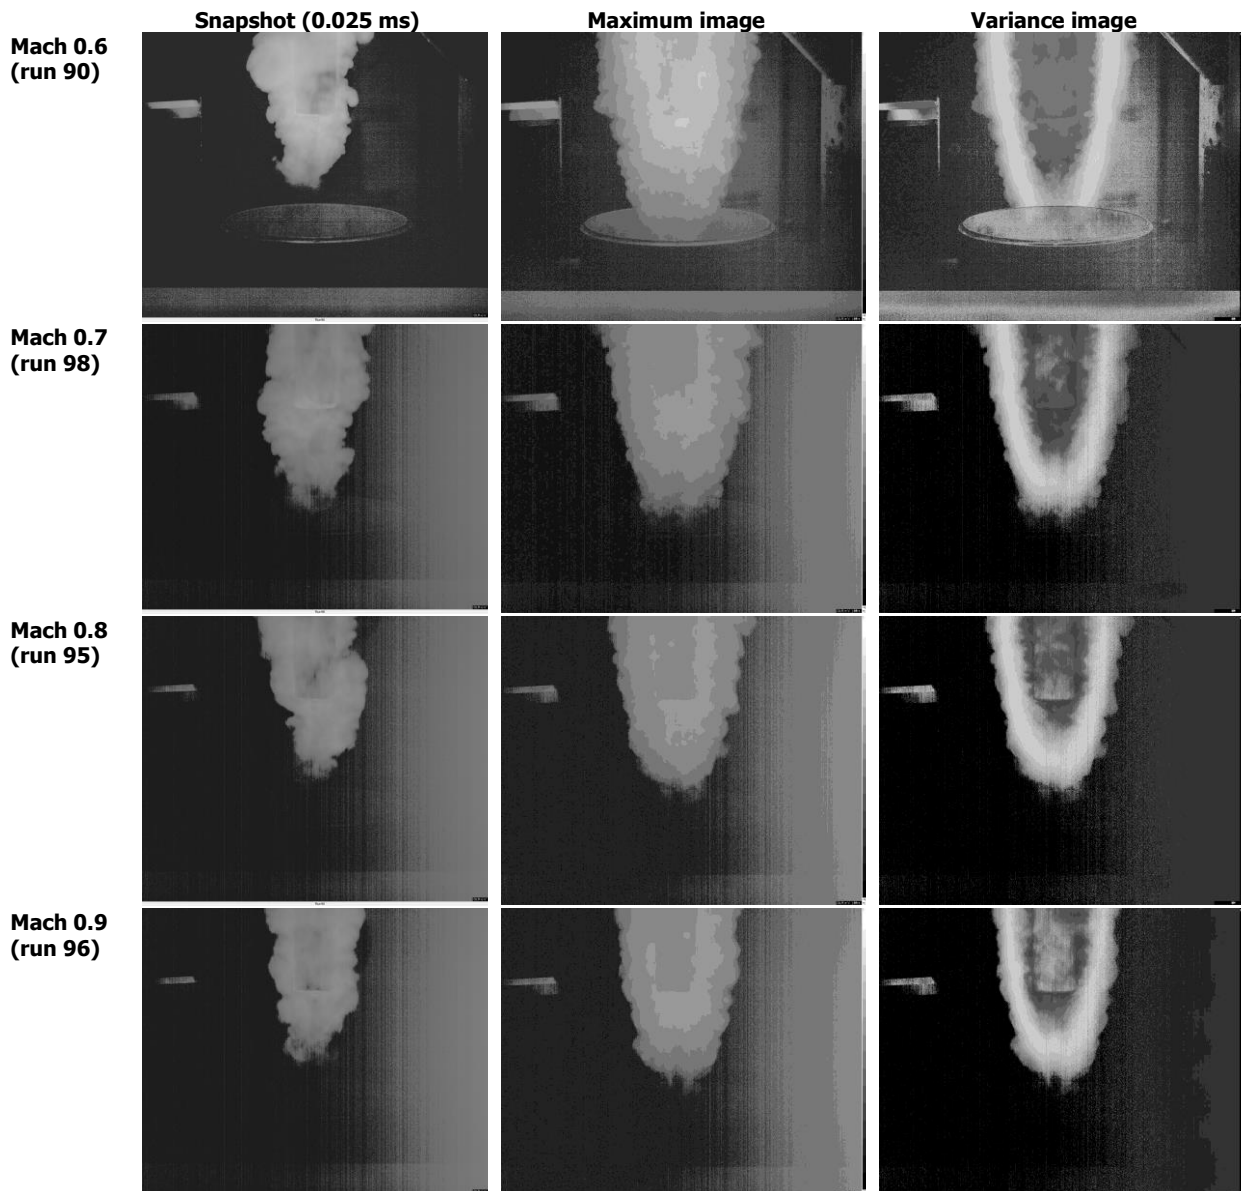 Snapshot (0.025 ms) Maximum image Variance image
Mach 0.6
(run 90)
Mach 0.7
(run 98)
Mach 0.8
(run 95)
Mach 0.9
(run 96)